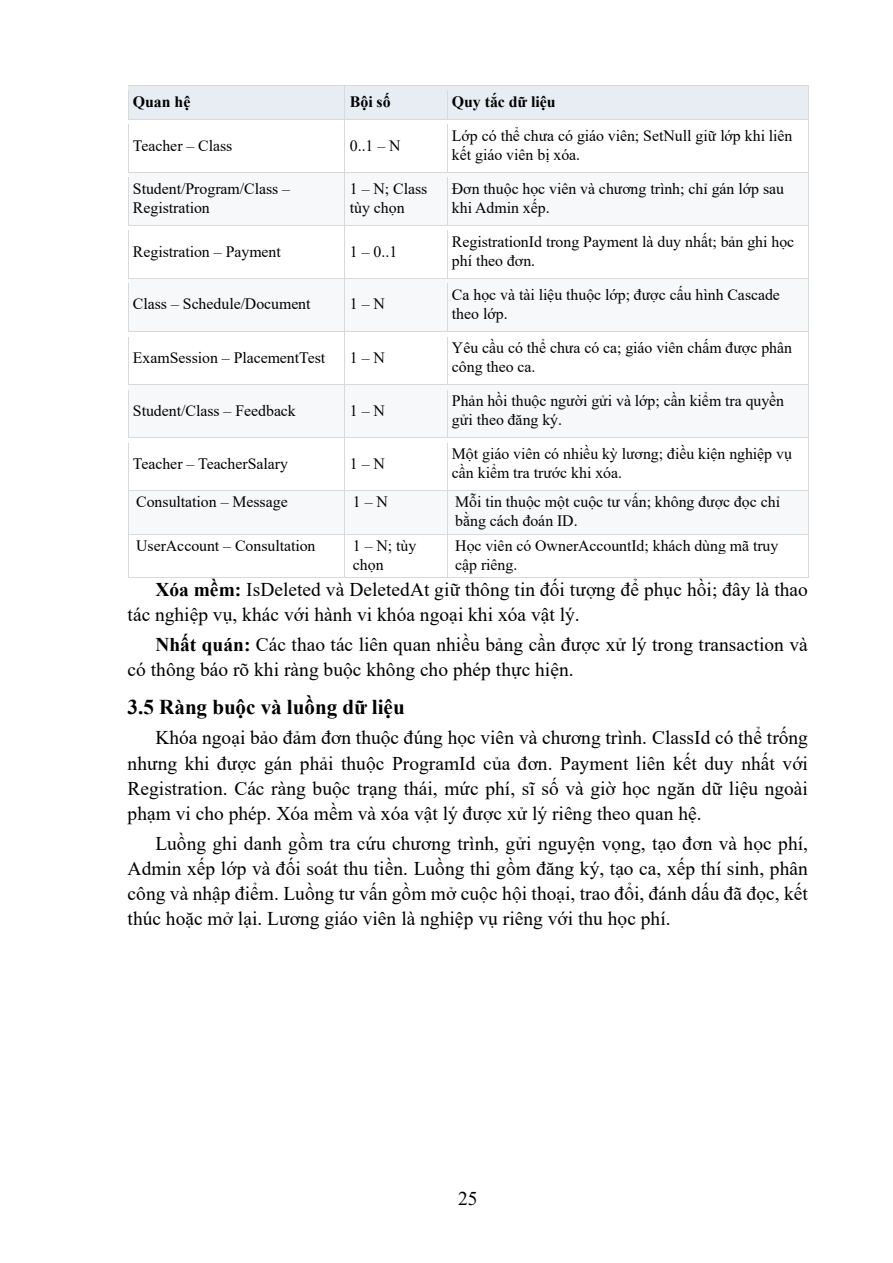 Quan hệ Bội số Quy tắc dữ liệu
Teacher – Class 0..1 – N Lớp có thể chưa có giáo viên; SetNull giữ lớp khi liên
kết giáo viên bị xóa.
Student/Program/Class – 1 – N; Class Đơn thuộc học viên và chương trình; chỉ gán lớp sau
Registration tùy chọn khi Admin xếp.
Registration – Payment 1 – 0..1 RegistrationId trong Payment là duy nhất; bản ghi học
phí theo đơn.
Class – Schedule/Document 1 – N Ca học và tài liệu thuộc lớp; được cấu hình Cascade
theo lớp.
ExamSession – PlacementTest 1 – N Yêu cầu có thể chưa có ca; giáo viên chấm được phân
công theo ca.
Student/Class – Feedback 1 – N Phản hồi thuộc người gửi và lớp; cần kiểm tra quyền
gửi theo đăng ký.
Teacher – TeacherSalary 1 – N Một giáo viên có nhiều kỳ lương; điều kiện nghiệp vụ
cần kiểm tra trước khi xóa.
Consultation – Message 1 – N Mỗi tin thuộc một cuộc tư vấn; không được đọc chỉ
bằng cách đoán ID.
UserAccount – Consultation 1 – N; tùy Học viên có OwnerAccountId; khách dùng mã truy
chọn cập riêng.
Xóa mềm: IsDeleted và DeletedAt giữ thông tin đối tượng để phục hồi; đây là thao
tác nghiệp vụ, khác với hành vi khóa ngoại khi xóa vật lý.
Nhất quán: Các thao tác liên quan nhiều bảng cần được xử lý trong transaction và
có thông báo rõ khi ràng buộc không cho phép thực hiện.
3.5 Ràng buộc và luồng dữ liệu
Khóa ngoại bảo đảm đơn thuộc đúng học viên và chương trình. ClassId có thể trống
nhưng khi được gán phải thuộc ProgramId của đơn. Payment liên kết duy nhất với
Registration. Các ràng buộc trạng thái, mức phí, sĩ số và giờ học ngăn dữ liệu ngoài
phạm vi cho phép. Xóa mềm và xóa vật lý được xử lý riêng theo quan hệ.
Luồng ghi danh gồm tra cứu chương trình, gửi nguyện vọng, tạo đơn và học phí,
Admin xếp lớp và đối soát thu tiền. Luồng thi gồm đăng ký, tạo ca, xếp thí sinh, phân
công và nhập điểm. Luồng tư vấn gồm mở cuộc hội thoại, trao đổi, đánh dấu đã đọc, kết
thúc hoặc mở lại. Lương giáo viên là nghiệp vụ riêng với thu học phí.
25